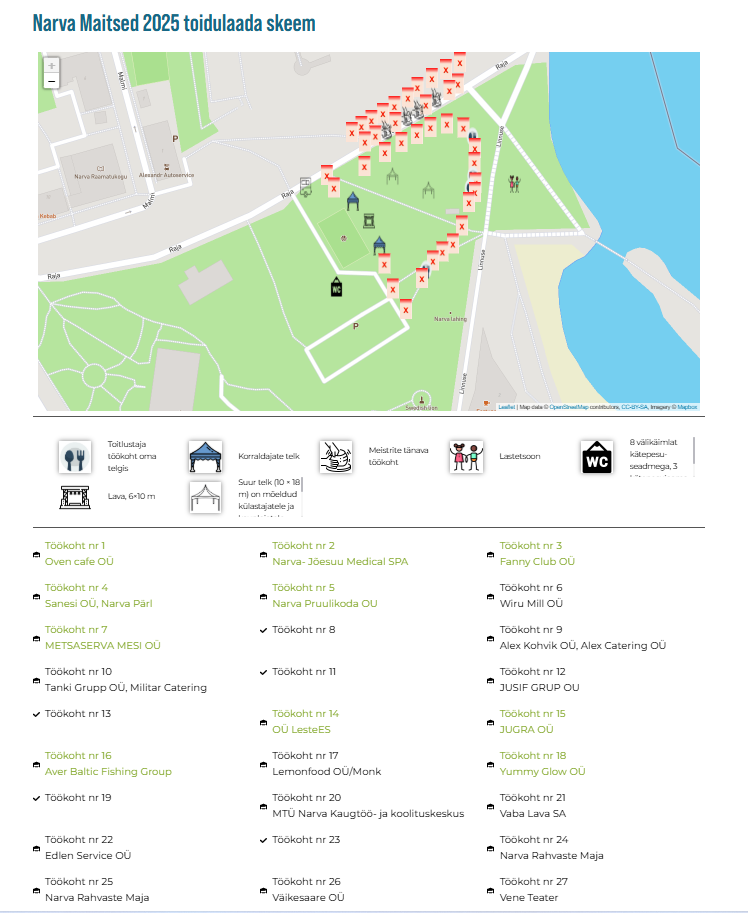 Narva Maitsed 2025 toidulaada skeem
+
−
Raja
Malmi
Linnuse
P
Narva Raamatukogu
Alexandr Autoservice
Malmi
Raja
Kebab
Raja
Raja
WC
Linnuse
Narva lahing
P
Linnuse
Swedish Lion
Leaflet | Map data © OpenStreetMap contributors, CC-BY-SA, Imagery © Mapbox
Toitlustaja
töökoht oma
telgis
Korraldajate telk
Meistrite tänava
töökoht
Lastetsoon
WC
8 välikäimlat
kätepesu-
seadmega, 3
Lava, 6×10 m
Suur telk (10 × 18
m) on mõeldud
külastajatele ja
Töökoht nr 1
Oven cafe OÜ
Töökoht nr 2
Narva- Jõesuu Medical SPA
Töökoht nr 3
Fanny Club OÜ
Töökoht nr 4
Sanesi OÜ, Narva Pärl
Töökoht nr 5
Narva Pruulikoda OU
Töökoht nr 6
Wiru Mill OÜ
Töökoht nr 7
METSASERVA MESI OÜ
Töökoht nr 8
Töökoht nr 9
Alex Kohvik OÜ, Alex Catering OÜ
Töökoht nr 10
Tanki Grupp OÜ, Militar Catering
Töökoht nr 11
Töökoht nr 12
JUSIF GRUP OU
Töökoht nr 13
Töökoht nr 14
OÜ LesteES
Töökoht nr 15
JUGRA OÜ
Töökoht nr 16
Aver Baltic Fishing Group
Töökoht nr 17
Lemonfood OÜ/Monk
Töökoht nr 18
Yummy Glow OÜ
Töökoht nr 19
Töökoht nr 20
MTÜ Narva Kaugtöö- ja koolituskeskus
Töökoht nr 21
Vaba Lava SA
Töökoht nr 22
Edlen Service OÜ
Töökoht nr 23
Töökoht nr 24
Narva Rahvaste Maja
Töökoht nr 25
Narva Rahvaste Maja
Töökoht nr 26
Väikesaare OÜ
Töökoht nr 27
Vene Teater